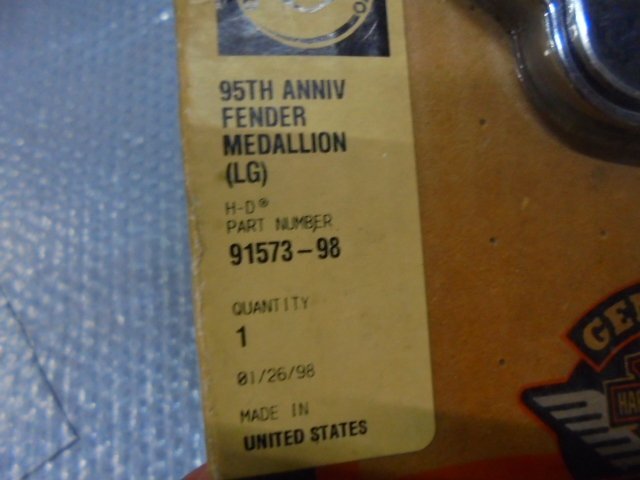 95TH ANNIV
FENDER
MEDALLION
(LG)
H-D®
PART NUMBER
91573-98
QUANTITY
1
01/26/98
MADE IN
UNITED STATES